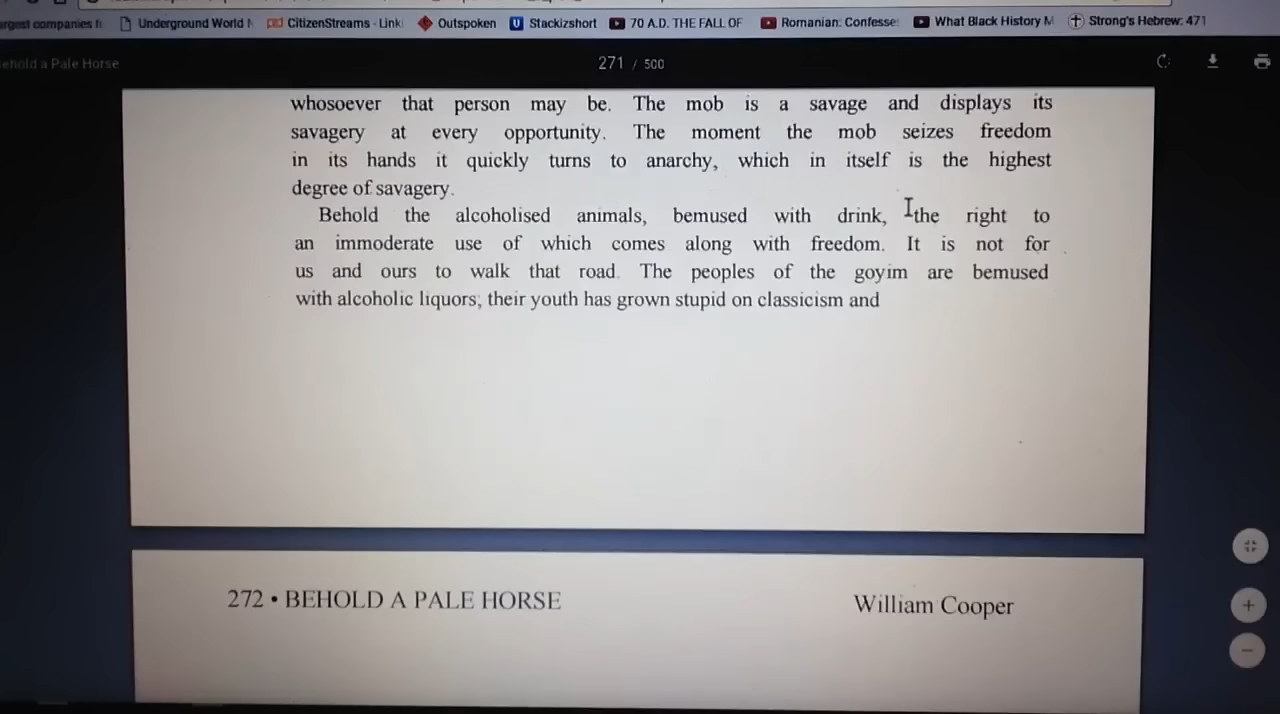 argest companies
Underground World
CitizenStreams - Link
Outspoken
Stackizshort
70 A.D. THE FALL OF
Romanian: Confesse
What Black History M
Strong's Hebrew: 471
ehold a Pale Horse
271 / 500
whosoever that person may be. The mob is a savage and displays its
savagery at every opportunity. The moment the mob seizes freedom
in its hands it quickly turns to anarchy, which in itself is the highest
degree of savagery.
Behold the alcoholised animals, bemused with drink, the right to
an immoderate use of which comes along with freedom. It is not for
us and ours to walk that road. The peoples of the goyim are bemused
with alcoholic liquors; their youth has grown stupid on classicism and
272 • BEHOLD A PALE HORSE
William Cooper